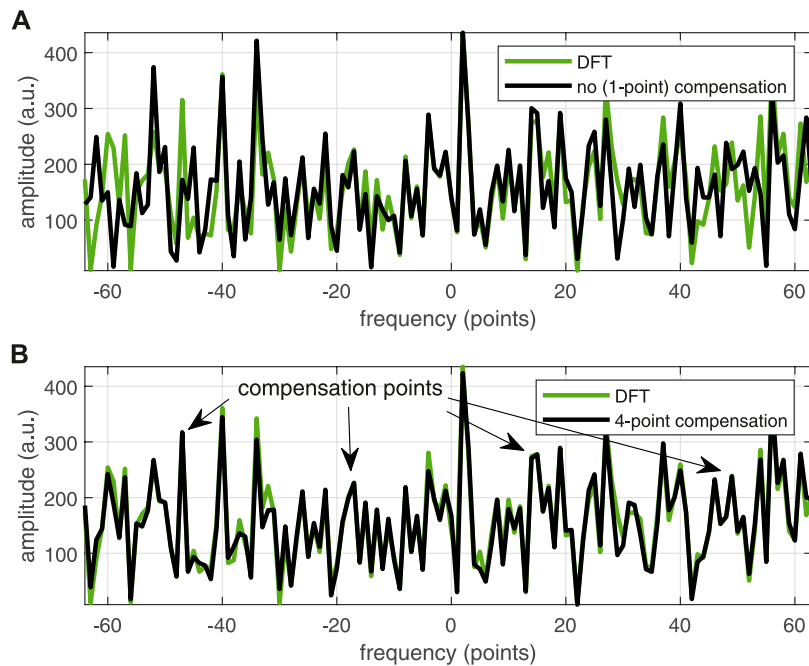 A
400
300
200
100
amplitude (a.u.)
DFT
no (1-point) compensation
-60
-40
-20
0
20
40
60
frequency (points)
B
400
300
200
100
amplitude (a.u.)
compensation points
DFT
4-point compensation
-60
-40
-20
0
20
40
60
frequency (points)